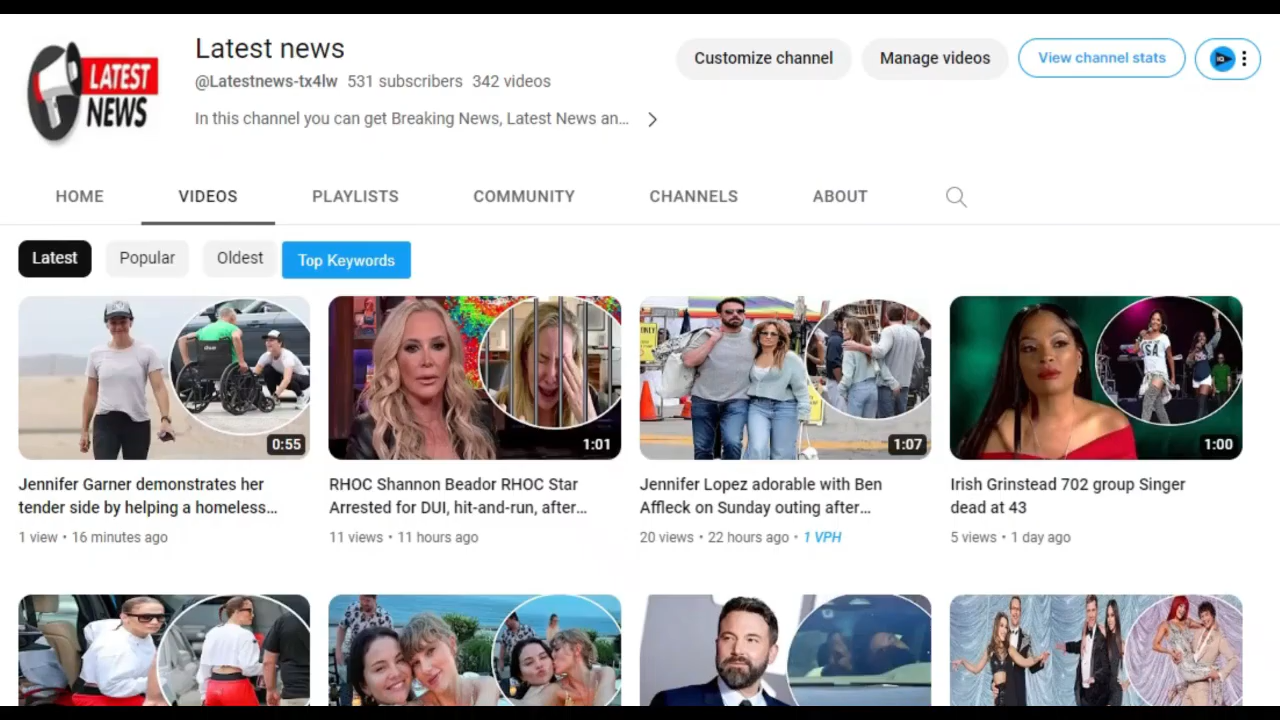 LATEST
NEWS
Latest news
@Latestnews-tx4lw 531 subscribers 342 videos
In this channel you can get Breaking News, Latest News an...
Customize channel
Manage videos
View channel stats
HOME
VIDEOS
PLAYLISTS
COMMUNITY
CHANNELS
ABOUT
Latest
Popular
Oldest
Top Keywords
0:55
1:01
1:07
1:00
Jennifer Garner demonstrates her
tender side by helping a homeless...
1 view • 16 minutes ago
RHOC Shannon Beador RHOC Star
Arrested for DUI, hit-and-run, after...
11 views • 11 hours ago
Jennifer Lopez adorable with Ben
Affleck on Sunday outing after...
20 views • 22 hours ago • 1 VPH
Irish Grinstead 702 group Singer
dead at 43
5 views • 1 day ago